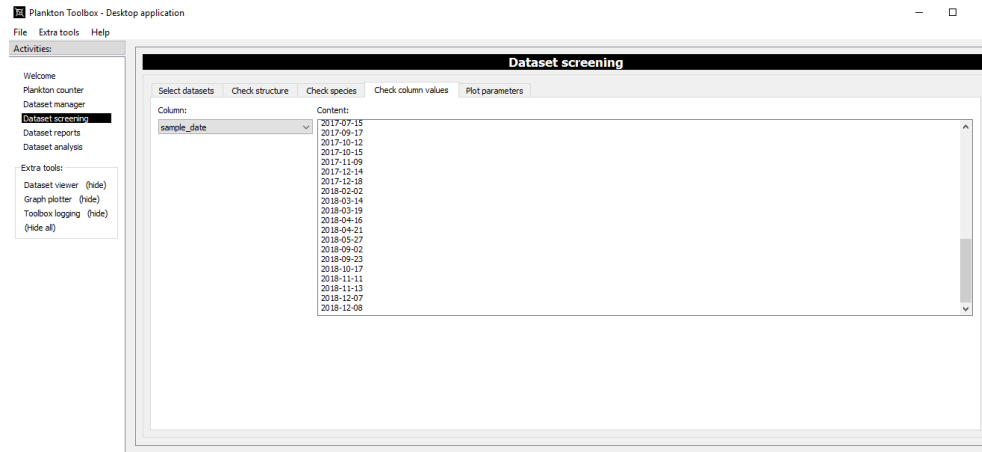 Plankton Toolbox - Desktop application
File Extra tools Help
Activities:
Welcome
Plankton counter
Dataset manager
Dataset screening
Dataset reports
Dataset analysis
Extra tools:
Dataset viewer (hide)
Graph plotter (hide)
Toolbox logging (hide)
(Hide all)
Dataset screening
Select datasets Check structure Check species Check column values Plot parameters
Column: Content:
sample_date
2017-07-15
2017-09-17
2017-10-12
2017-10-15
2017-11-09
2017-12-14
2017-12-18
2018-02-02
2018-03-14
2018-03-19
2018-04-16
2018-04-21
2018-05-27
2018-09-02
2018-09-23
2018-10-17
2018-11-11
2018-11-13
2018-12-07
2018-12-08